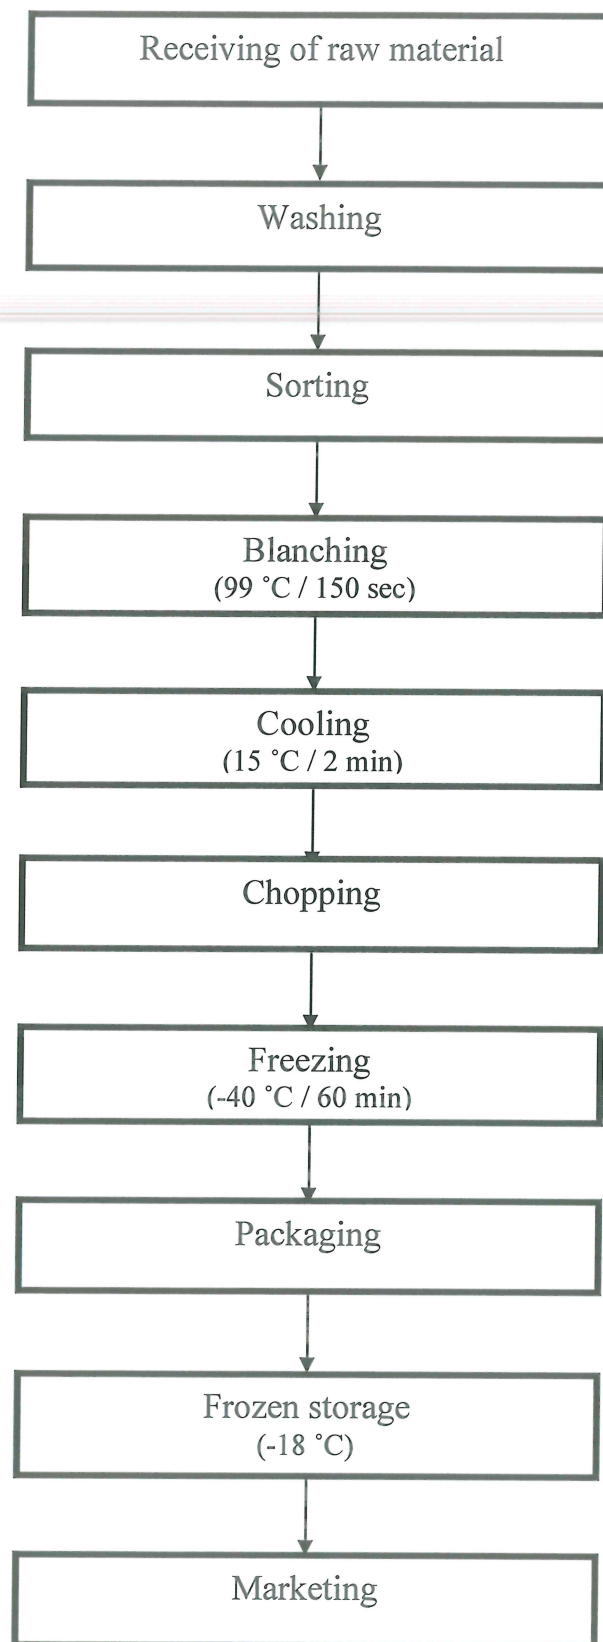 Receiving of raw material
Washing
Sorting
Blanching
(99 ˚C / 150 sec)
Cooling
(15 ˚C / 2 min)
Chopping
Freezing
(-40 ˚C / 60 min)
Packaging
Frozen storage
(-18 ˚C)
Marketing